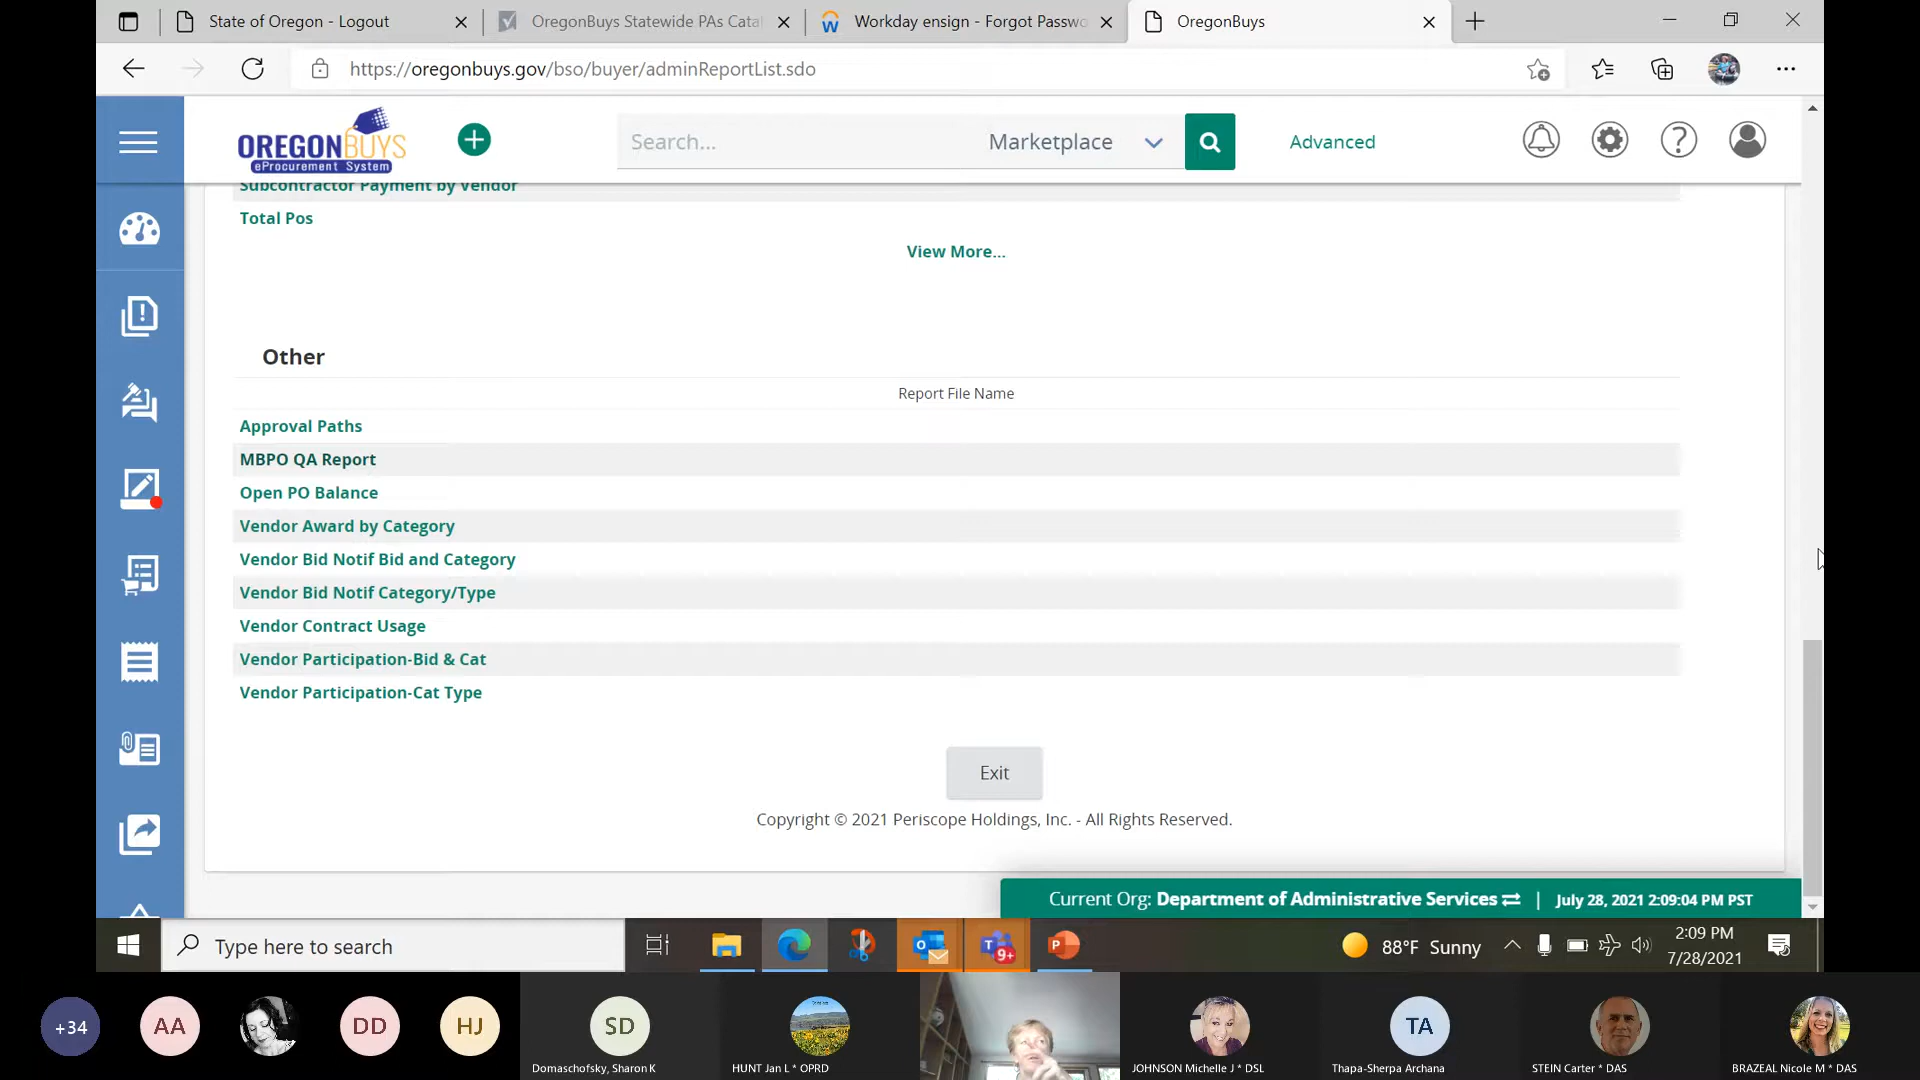 State of Oregon - Logout
OregonBuys Statewide PAs Cata
Workday ensign - Forgot Passwo
OregonBuys
https://oregonbuys.gov/bso/buyer/adminReportList.sdo
OREGONBUYS
eProcurement System
Search...
Marketplace
Advanced
Subcontractor Payment by Vendor
Total Pos
View More...
Other
Report File Name
Approval Paths
MBPO QA Report
Open PO Balance
Vendor Award by Category
Vendor Bid Notif Bid and Category
Vendor Bid Notif Category/Type
Vendor Contract Usage
Vendor Participation-Bid & Cat
Vendor Participation-Cat Type
Exit
Copyright © 2021 Periscope Holdings, Inc. - All Rights Reserved.
Current Org: Department of Administrative Services | July 28, 2021 2:09:04 PM PST
Type here to search
9+
88°F Sunny
2:09 PM
7/28/2021
+34
AA
DD
HJ
SD
TA
Domaschofsky, Sharon K
HUNT Jan L * OPRD
JOHNSON Michelle J * DSL
Thapa-Sherpa Archana
STEIN Carter * DAS
BRAZEAL Nicole M * DAS